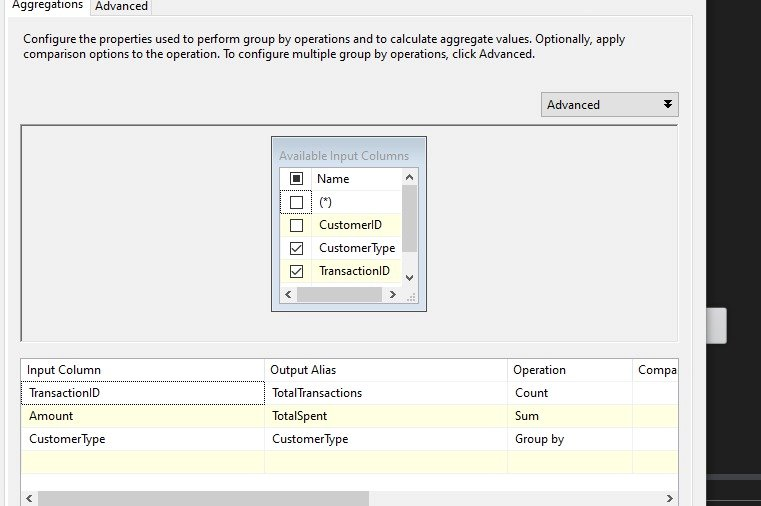 Aggregations Advanced
Configure the properties used to perform group by operations and to calculate aggregate values. Optionally, apply
comparison options to the operation. To configure multiple group by operations, click Advanced.
Advanced
Available Input Columns
Name
(*)
CustomerID
CustomerType
TransactionID
Input Column Output Alias Operation Compa
TransactionID TotalTransactions Count
Amount TotalSpent Sum
CustomerType CustomerType Group by